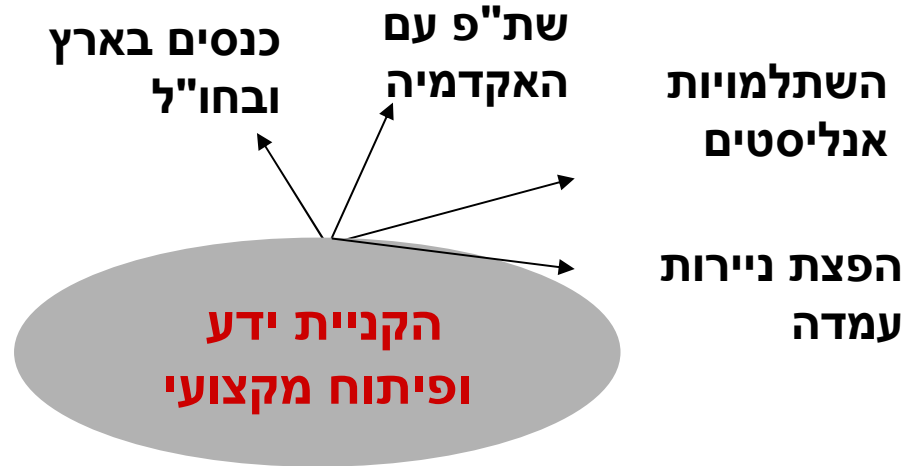 כנסים בארץ
ובחו"ל
שת"פ עם
האקדמיה
השתלמויות
אנליסטים
הפצת ניירות
עמדה
הקניית ידע
ופיתוח מקצועי